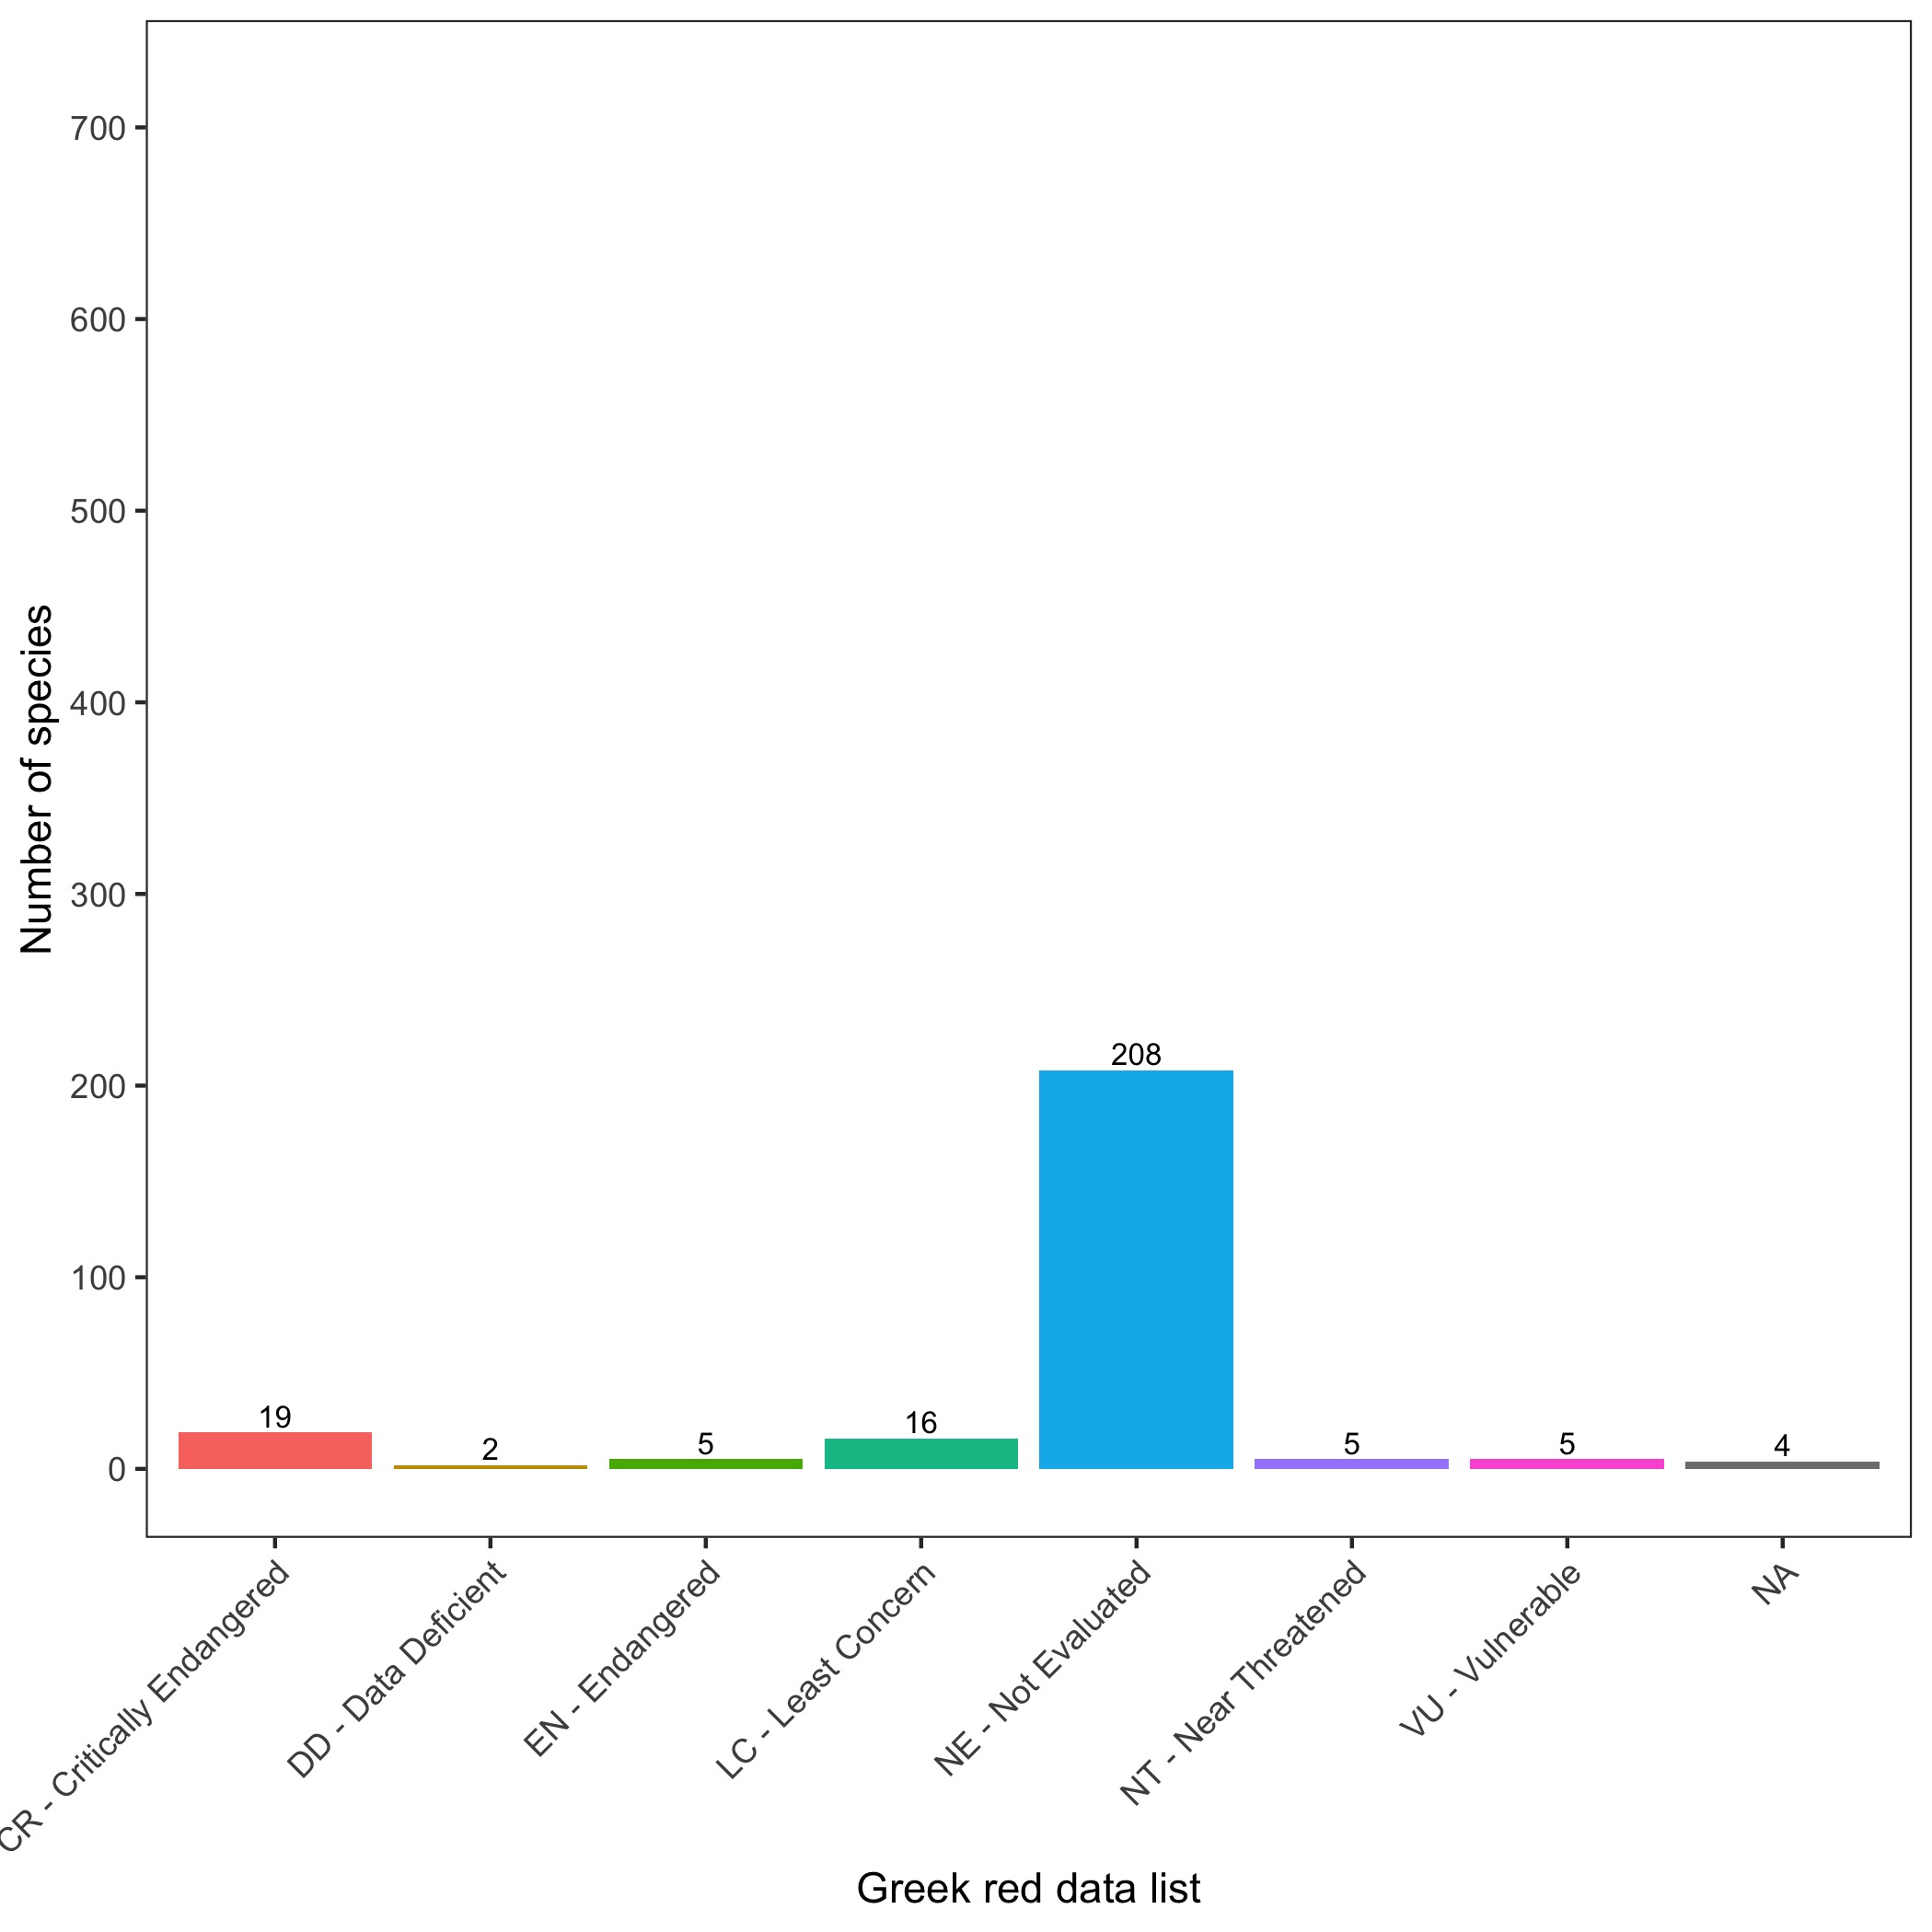 700
600
500
400
300
200
100
0
Number of species
19
2
5
16
208
5
5
4
CR - Critically Endangered
DD - Data Deficient
EN - Endangered
LC - Least Concern
NE - Not Evaluated
NT - Near Threatened
VU - Vulnerable
NA
Greek red data list